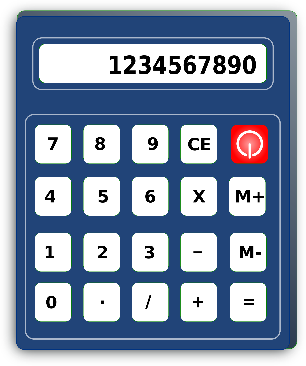 1234567890
7 8 9 CE
4 5 6 X M+
1 2 3 − M-
0 · / + =